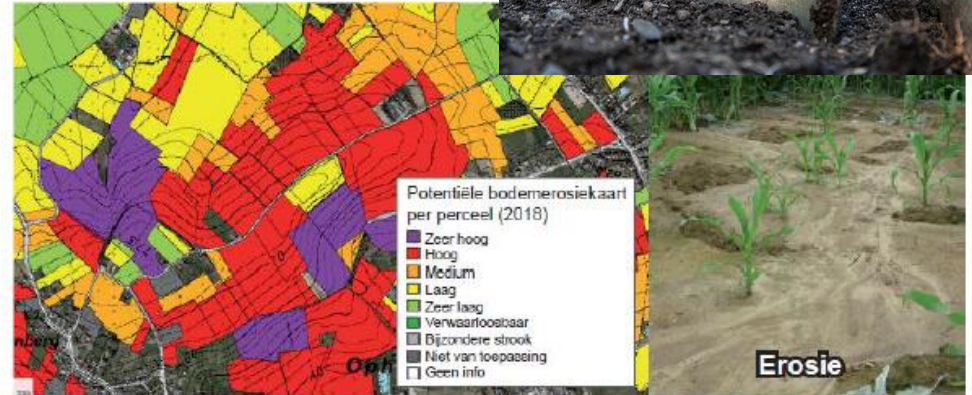 Potentiële bodemerosiekaart
per perceel (2018)
Zeer hoog
Hoog
Medium
Laag
Zeer laag
Verwaarloosbaar
Bijzondere strook
Niet van toepassing
Geen info
Oph
Erosie